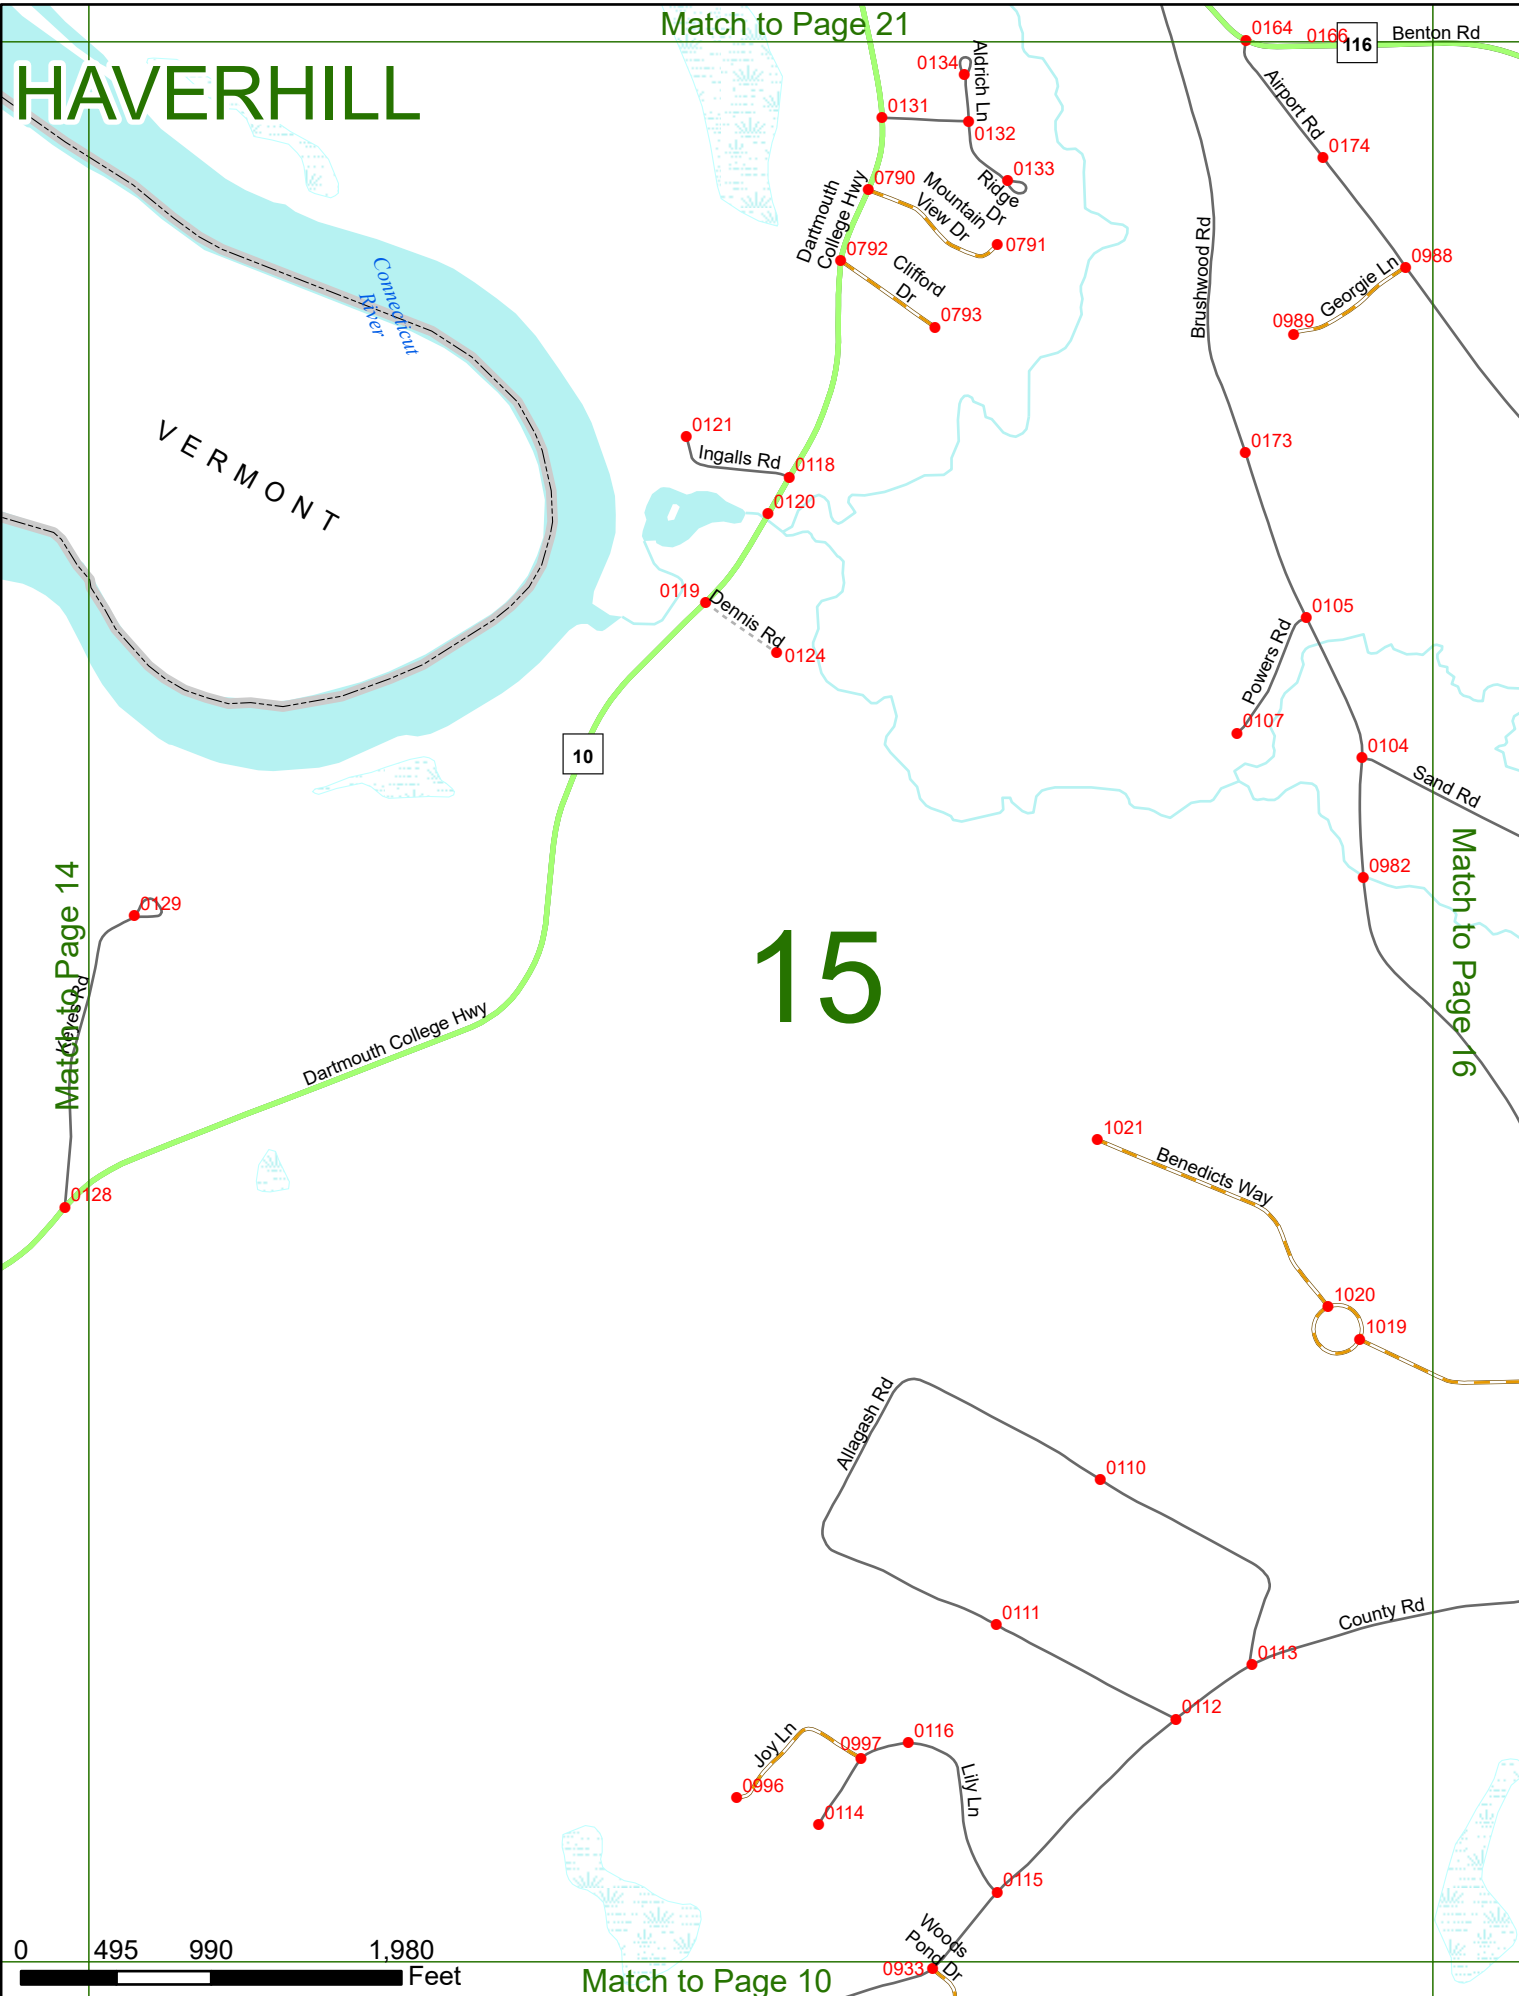 Match to Page 21
HAVERHILL
0164
0166
116
Benton Rd
0134
Aldrich Ln
0131
0132
Airport Rd
0174
0133
Ridge Dr
0790
Mountain
View Dr
0791
Dartmouth
College Hwy
0792
Clifford
Dr
0793
Brushwood Rd
0988
Georgie Ln
0989
Connecticut
River
VERMONT
0121
Ingalls Rd
0118
0120
0173
0119
Dennis Rd
0124
0105
Powers Rd
0107
10
0104
Sand Rd
0982
Match to Page 14
Match to Page 16
0129
Keyes Rd
15
Dartmouth College Hwy
0128
1021
Benedicts Way
1020
1019
Allagash Rd
0110
0111
County Rd
0113
0112
Joy Ln
0997
0116
0996
Lily Ln
0114
0115
Woods
Pond Dr
0933
0 495 990 1,980
Feet
Match to Page 10